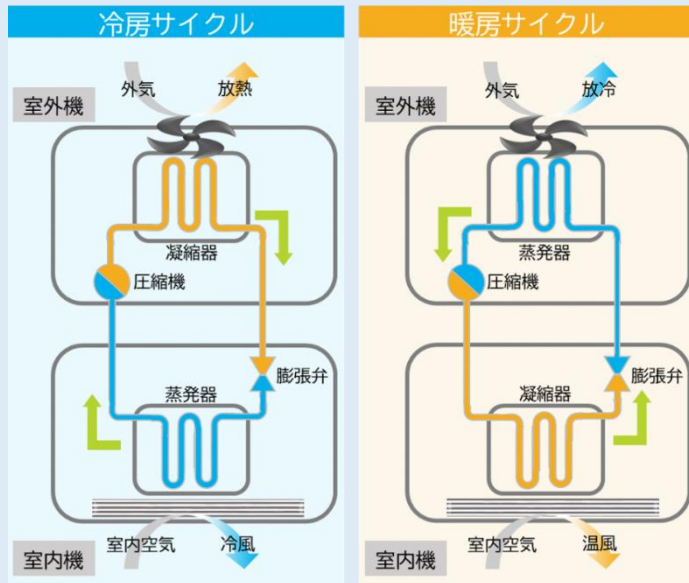 冷房サイクル
外気
放熱
室外機
凝縮器
圧縮機
膨張弁
蒸発器
室内空気
冷風
室内機
暖房サイクル
外気
放冷
室外機
蒸発器
圧縮機
膨張弁
凝縮器
室内空気
温風
室内機